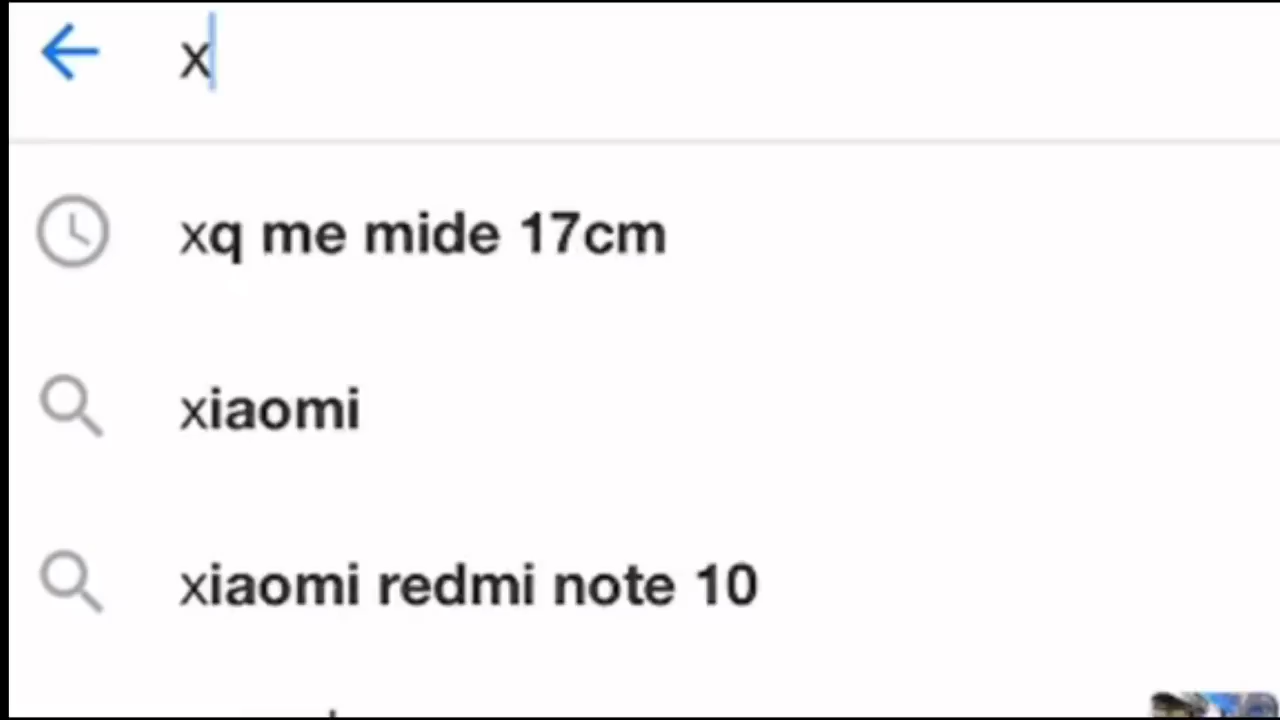 x
xq me mide 17cm
xiaomi
xiaomi redmi note 10